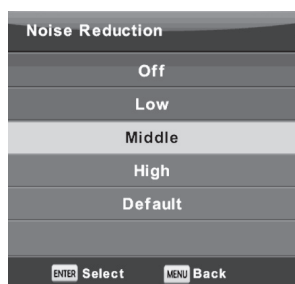 Noise Reduction
Off
Low
Middle
High
Default
ENTER Select MENU Back